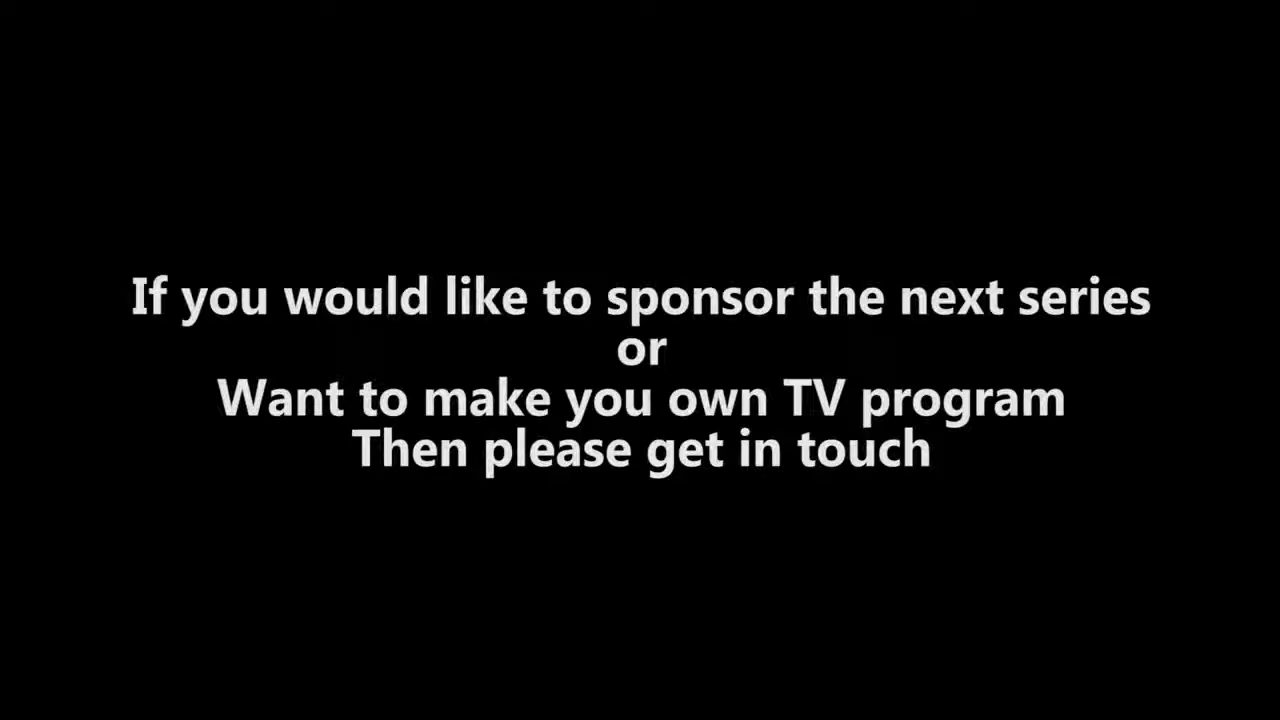 If you would like to sponsor the next series
or
Want to make you own TV program
Then please get in touch